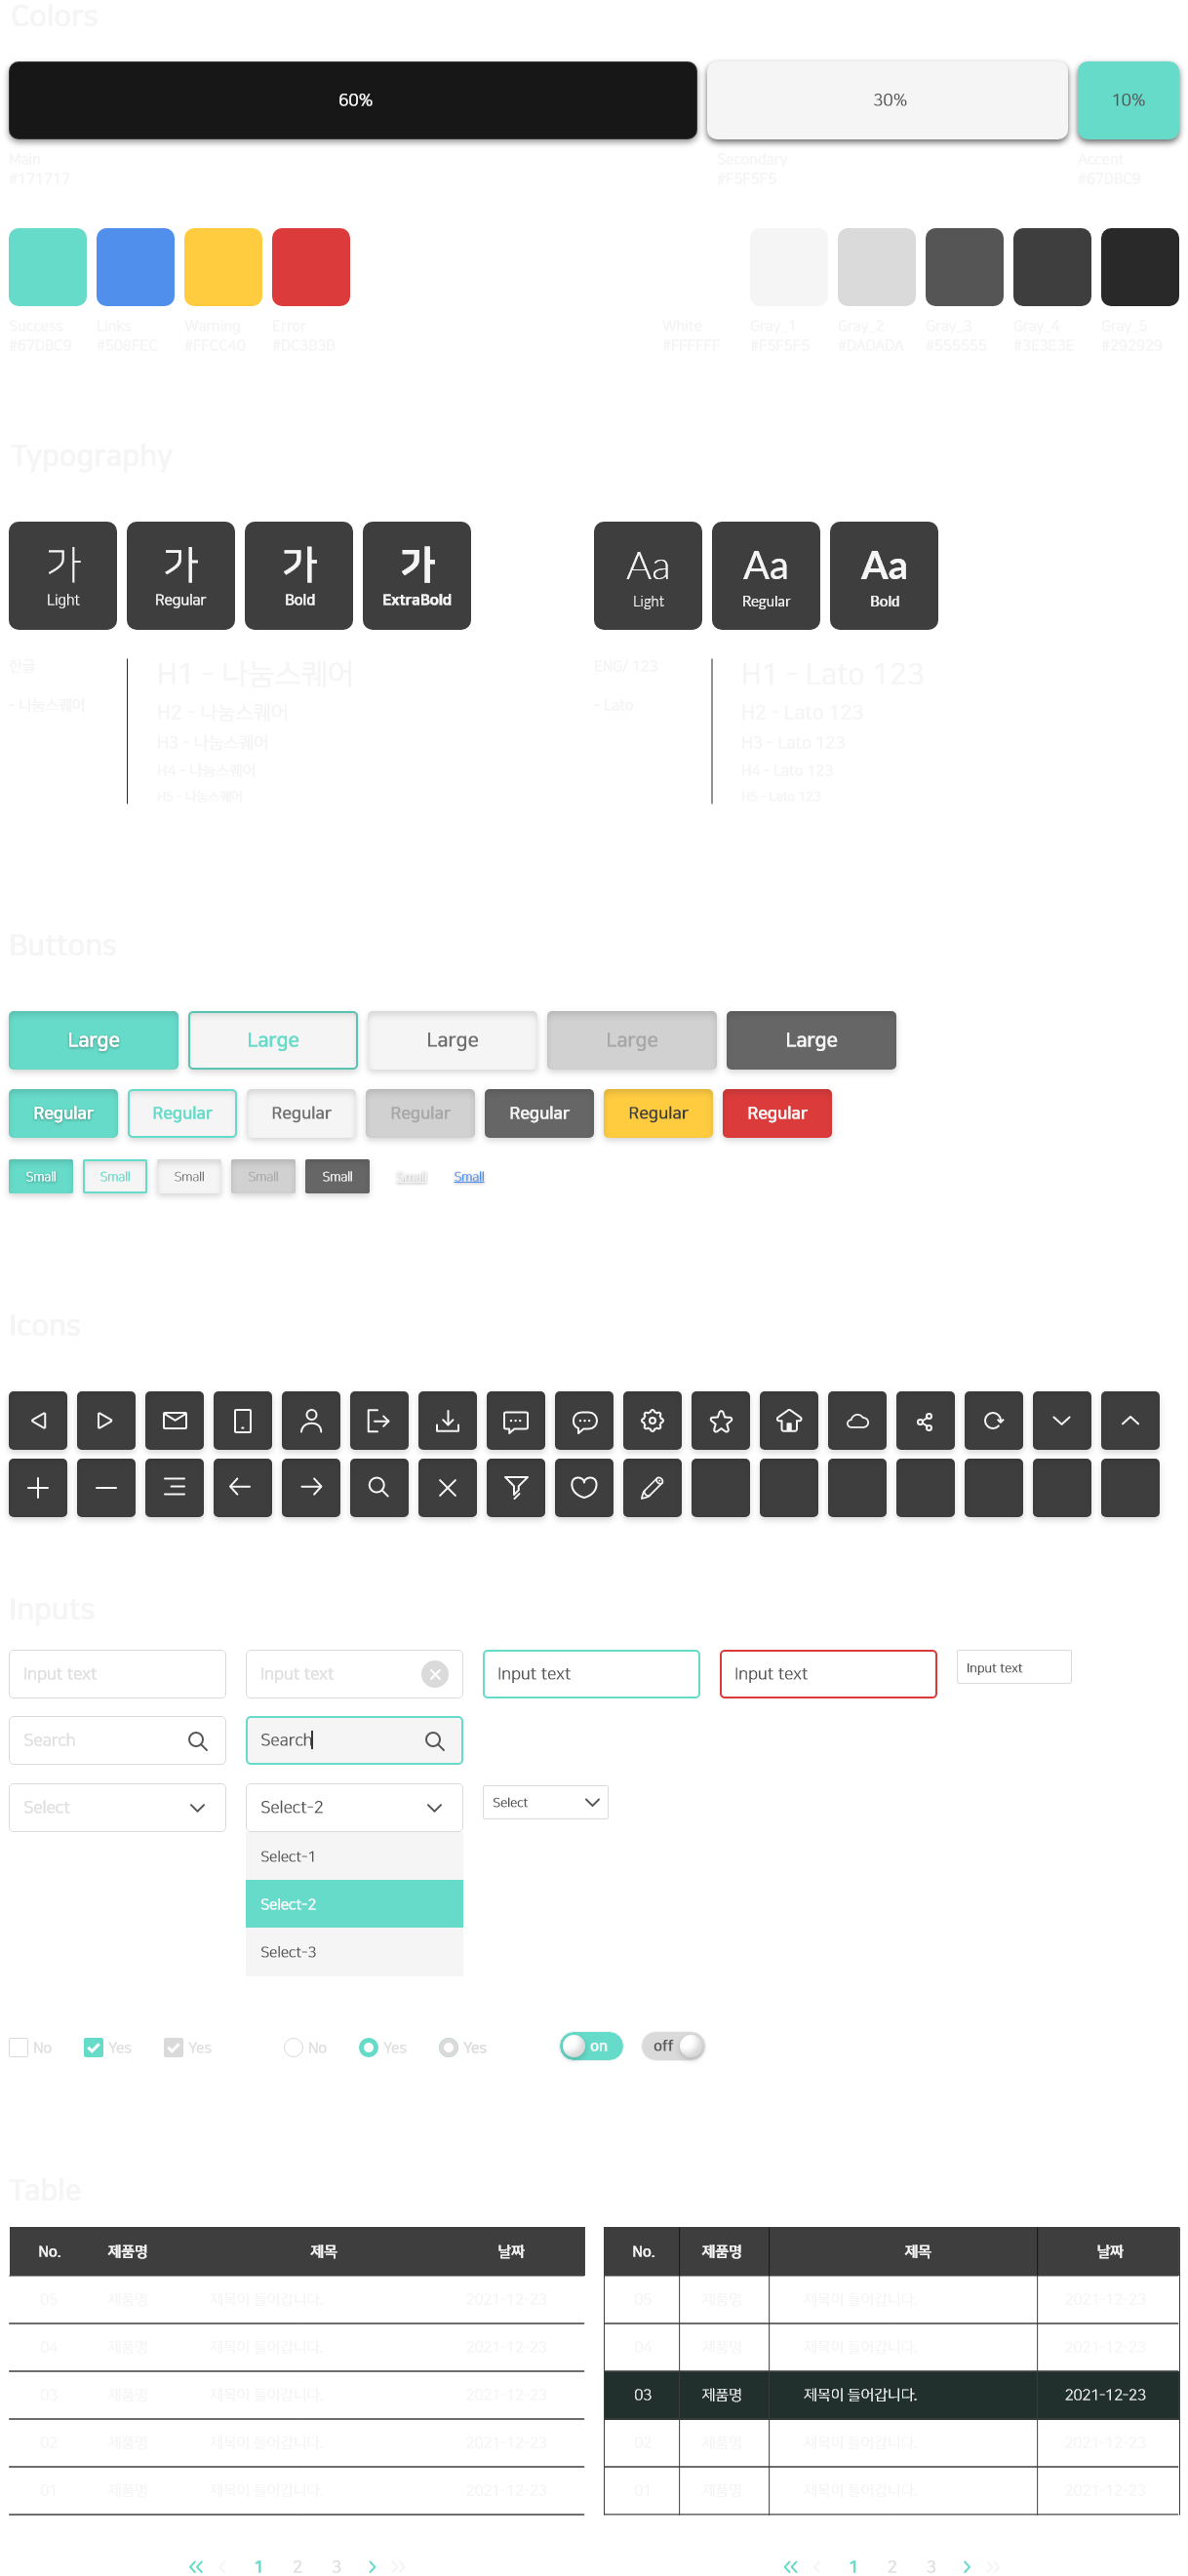 Colors
60%
30%
10%
Main
#171717
Secondary
#F5F5F5
Accent
#67DBC9
Success
#67DBC9
Links
#508FEC
Warning
#FFCC40
Error
#DC3B3B
White
#FFFFFF
Gray_1
#F5F5F5
Gray_2
#DADADA
Gray_3
#555555
Gray_4
#3E3E3E
Gray_5
#292929
Typography
가
Light
가
Regular
가
Bold
가
ExtraBold
Aa
Light
Aa
Regular
Aa
Bold
한글
- 나눔스퀘어
H1 - 나눔스퀘어
H2 - 나눔스퀘어
H3 - 나눔스퀘어
H4 - 나눔스퀘어
H5 - 나눔스퀘어
ENG/ 123
- Lato
H1 - Lato 123
H2 - Lato 123
H3 - Lato 123
H4 - Lato 123
H5 - Lato 123
Buttons
Large Large Large Large Large
Regular Regular Regular Regular Regular Regular Regular
Small Small Small Small Small Small Small
Icons
Inputs
Input text Input text Input text Input text Input text
Search Search
Select Select-2 Select
Select-1
Select-2
Select-3
No Yes Yes No Yes Yes on off
Table
No. 제품명 제목 날짜
05 제품명 제목이 들어갑니다. 2021-12-23
04 제품명 제목이 들어갑니다. 2021-12-23
03 제품명 제목이 들어갑니다. 2021-12-23
02 제품명 제목이 들어갑니다. 2021-12-23
01 제품명 제목이 들어갑니다. 2021-12-23
1 2 3
No. 제품명 제목 날짜
05 제품명 제목이 들어갑니다. 2021-12-23
04 제품명 제목이 들어갑니다. 2021-12-23
03 제품명 제목이 들어갑니다. 2021-12-23
02 제품명 제목이 들어갑니다. 2021-12-23
01 제품명 제목이 들어갑니다. 2021-12-23
1 2 3